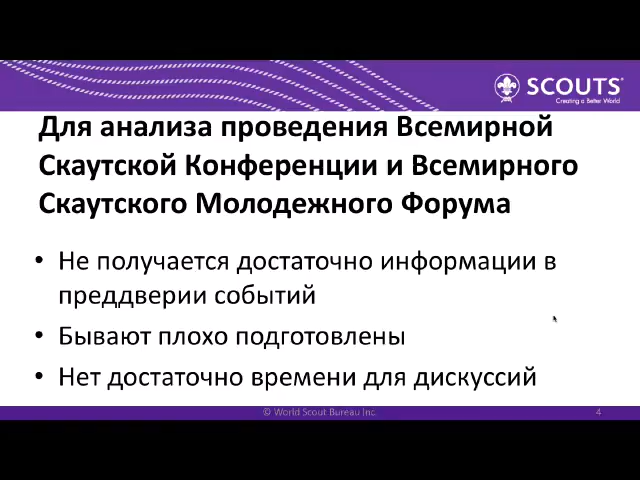 SCOUTS®
Creating a Better World
Для анализа проведения Всемирной
Скаутской Конференции и Всемирного
Скаутского Молодежного Форума
• Не получается достаточно информации в
преддверии событий
• Бывают плохо подготовлены
• Нет достаточно времени для дискуссий
© World Scout Bureau Inc.
4